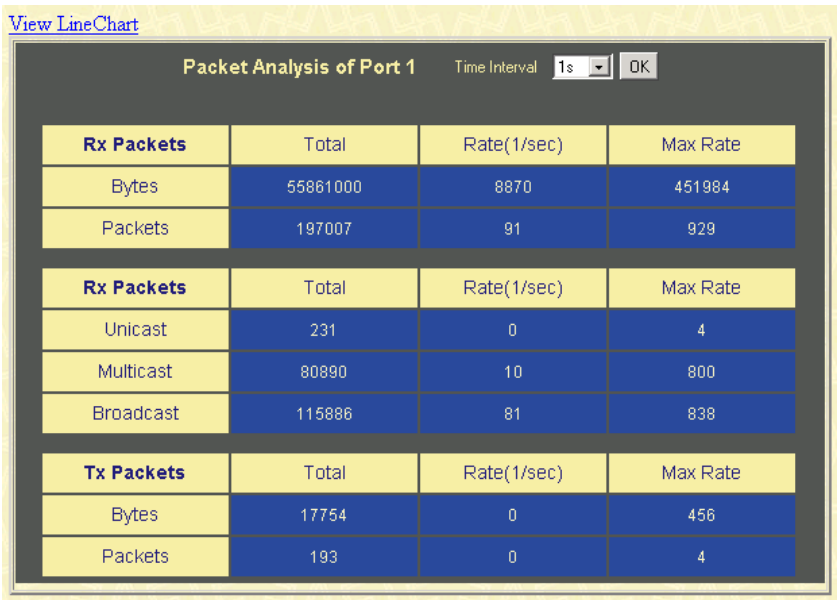 View LineChart
Packet Analysis of Port 1 Time Interval 1s OK
Rx Packets Total Rate(1/sec) Max Rate
Bytes 55861000 8870 451984
Packets 197007 91 929
Rx Packets Total Rate(1/sec) Max Rate
Unicast 231 0 4
Multicast 80890 10 800
Broadcast 115886 81 838
Tx Packets Total Rate(1/sec) Max Rate
Bytes 17754 0 456
Packets 193 0 4